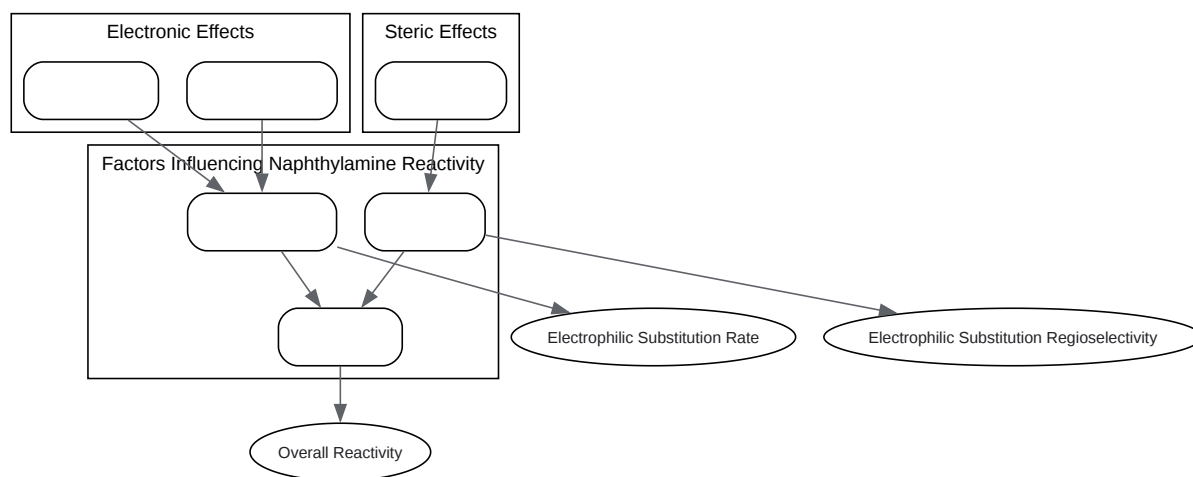 Electronic Effects
Steric Effects
Factors Influencing Naphthylamine Reactivity
Electrophilic Substitution Rate
Electrophilic Substitution Regioselectivity
Overall Reactivity